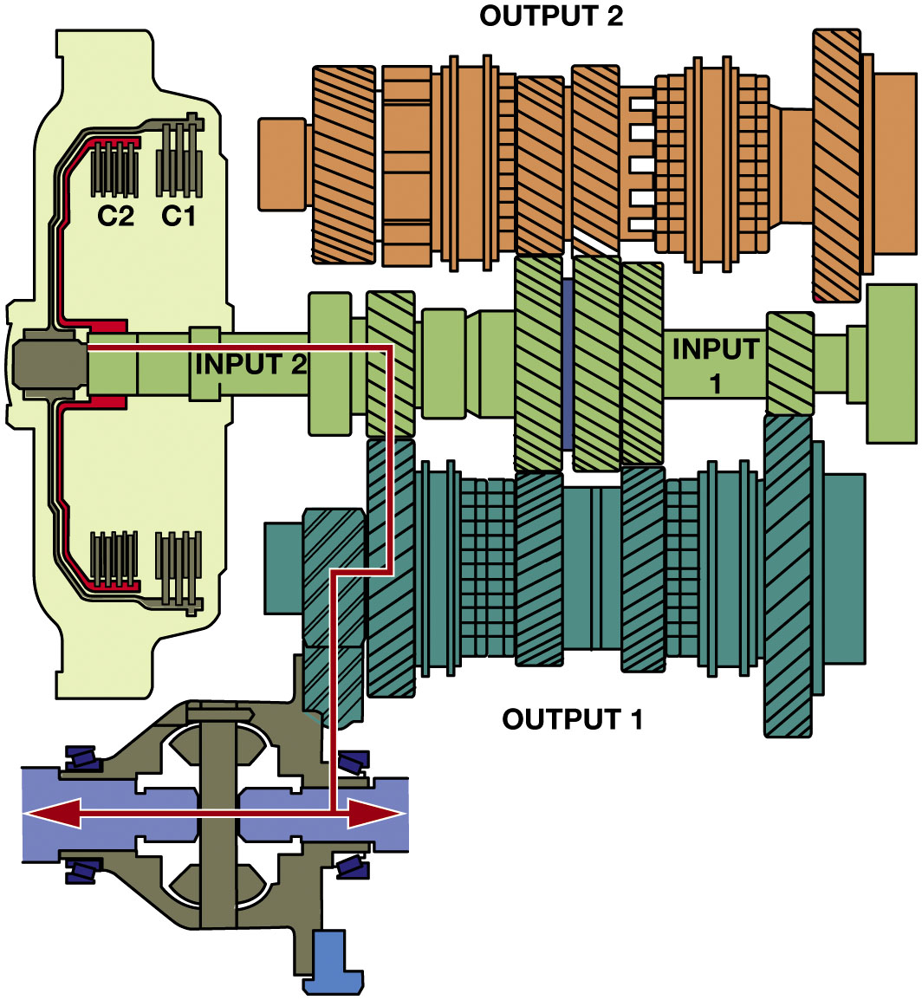 OUTPUT 2
C2 C1
INPUT 2
INPUT
1
OUTPUT 1